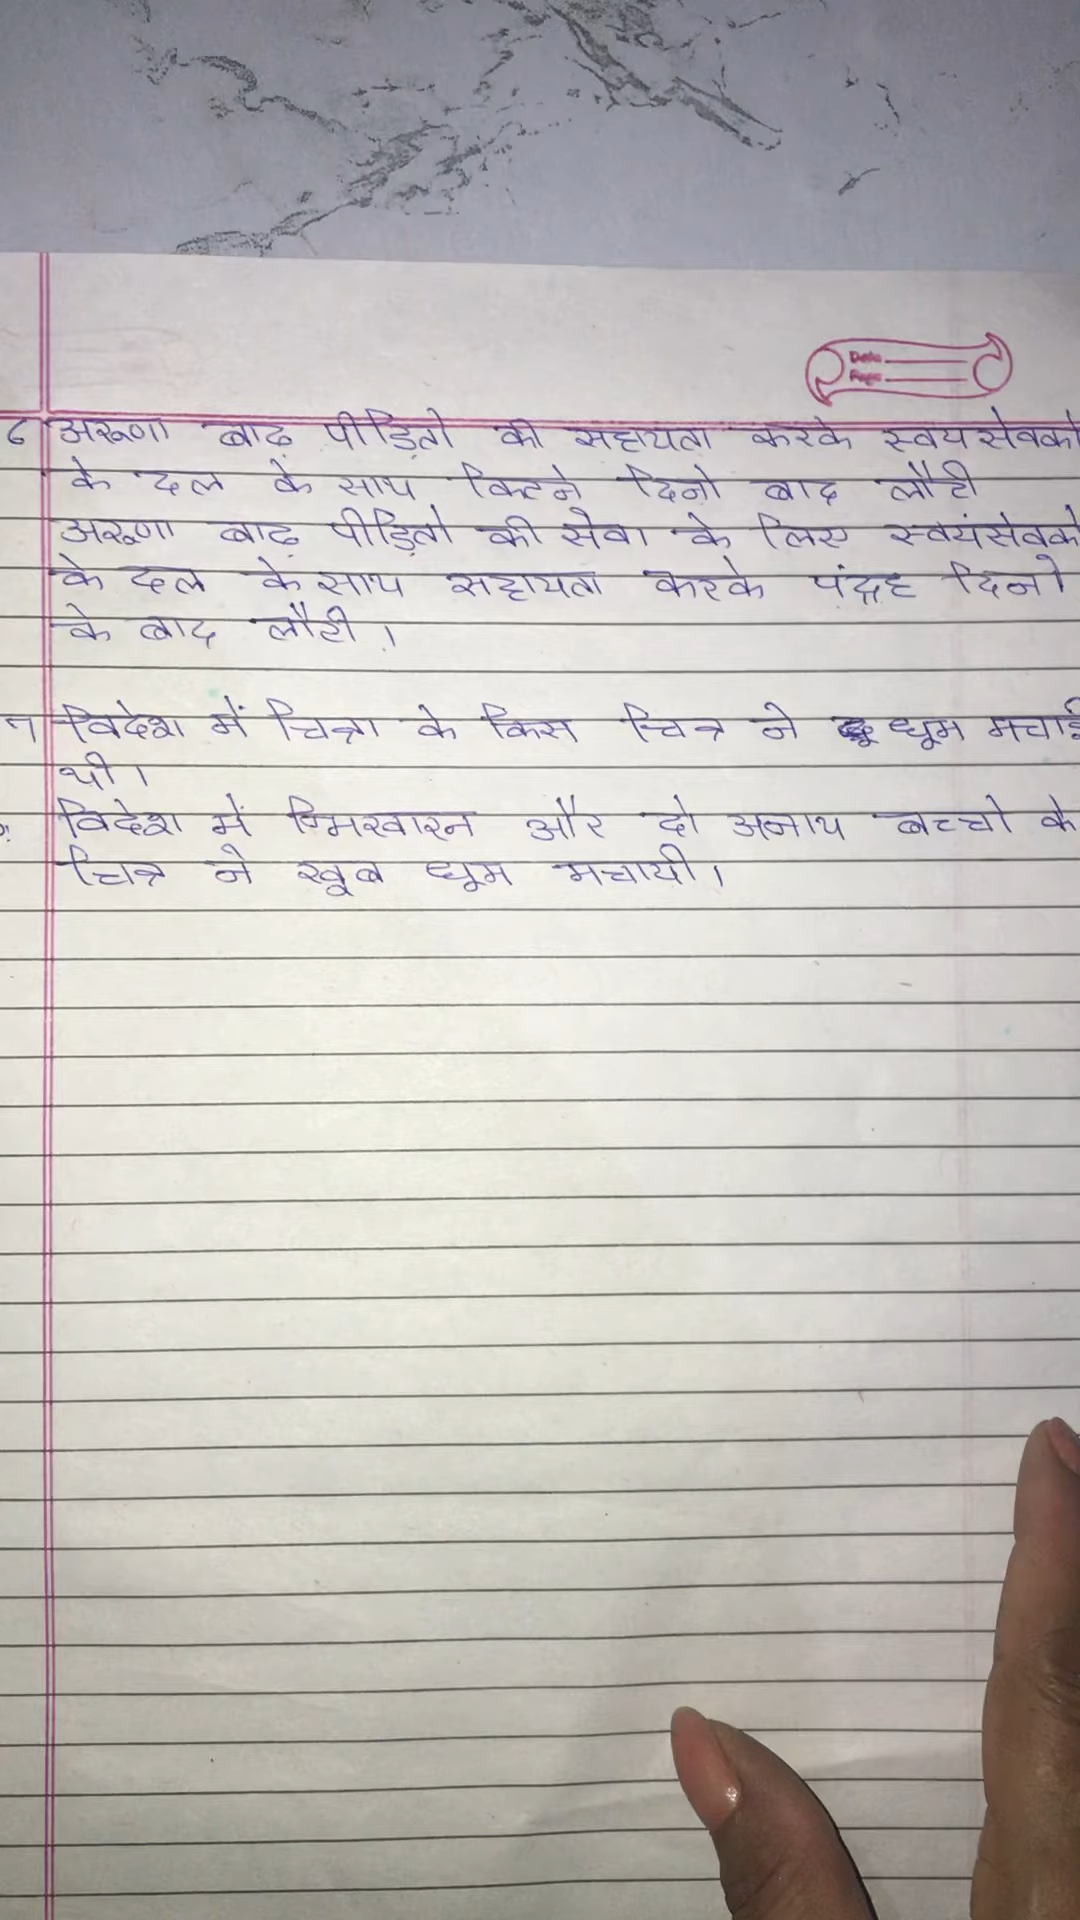 Date
Page
6 अरूणा बाढ़ पीड़ितो की सहायता करके स्वयसेवको
के दल के साथ कितने दिनो बाद लौटी
अरूणा बाढ़ पीड़ितो की सेवा के लिए स्वयंसेवको
के दल के साथ सहायता करके पंद्रह दिनो
के बाद लौटी।
7 विदेश में चित्रा के किस चित्र ने धूम मचाई
थी।
विदेश में भिखारन और दो अनाथ बच्चो के
चित्र ने खूब धूम मचायी।